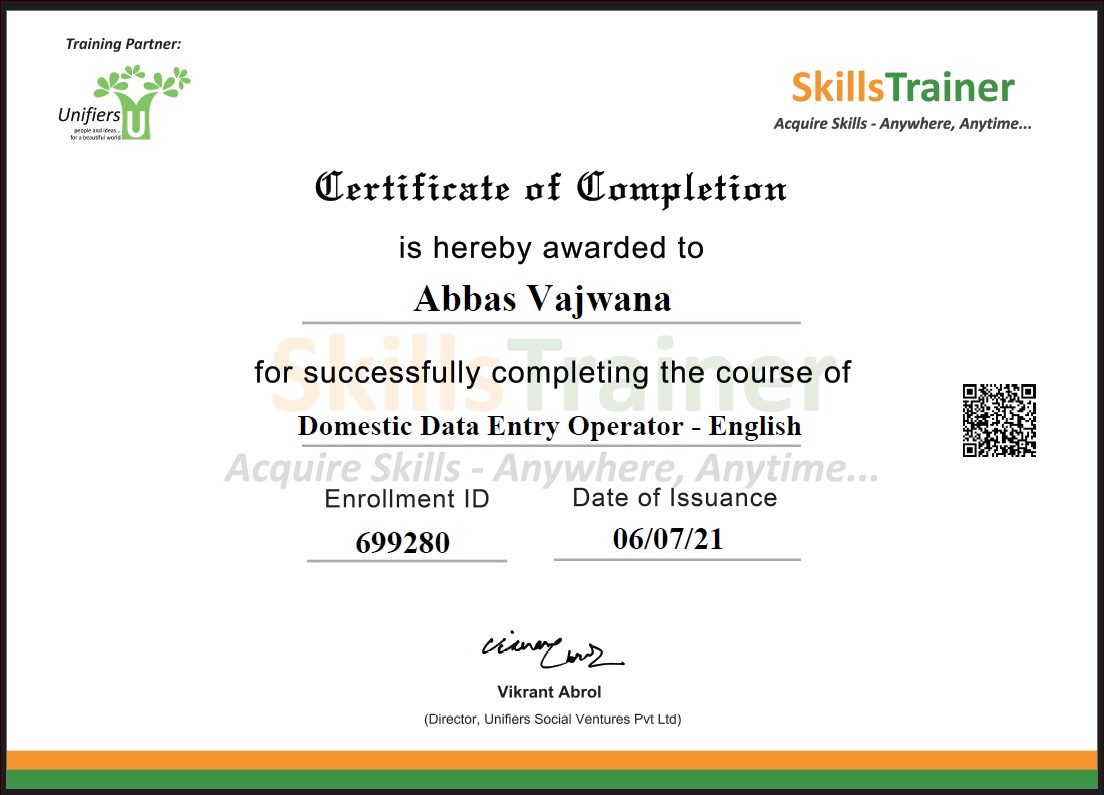 Training Partner:
Unifiers
people and ideas...
for a beautiful world
U
SkillsTrainer
Acquire Skills - Anywhere, Anytime...
Certificate of Completion
is hereby awarded to
Abbas Vajwana
SkillsTrainer
for successfully completing the course of
Domestic Data Entry Operator - English
Acquire Skills - Anywhere, Anytime...
Enrollment ID
Date of Issuance
699280
06/07/21
Vikrant Abrol
(Director, Unifiers Social Ventures Pvt Ltd)